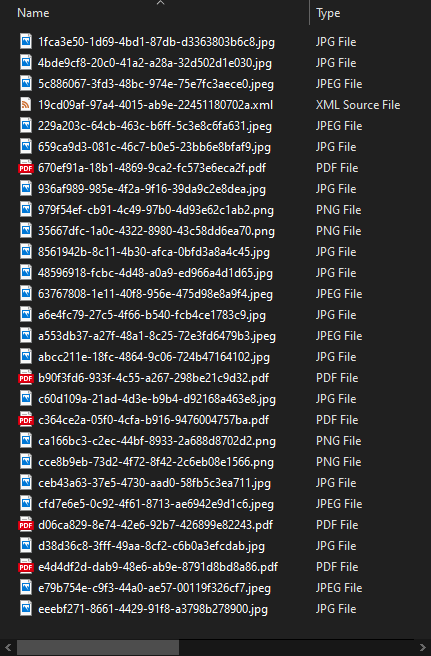 Name Type
1fca3e50-1d69-4bd1-87db-d3363803b6c8.jpg JPG File
4bde9cf8-20c0-41a2-a28a-32d502d1e030.jpg JPG File
5c886067-3fd3-48bc-974e-75e7fc3aece0.jpeg JPEG File
19cd09af-97a4-4015-ab9e-22451180702a.xml XML Source File
229a203c-64cb-463c-b6ff-5c3e8c6fa631.jpeg JPEG File
659ca9d3-081c-46c7-b0e5-23bb6e8bfaf9.jpg JPG File
PDF 670ef91a-18b1-4869-9ca2-fc573e6eca2f.pdf PDF File
936af989-985e-4f2a-9f16-39da9c2e8dea.jpg JPG File
979f54ef-cb91-4c49-97b0-4d93e62c1ab2.png PNG File
35667dfc-1a0c-4322-8980-43c58dd6ea70.png PNG File
8561942b-8c11-4b30-afca-0bfd3a8a4c45.jpg JPG File
48596918-fcbc-4d48-a0a9-ed966a4d1d65.jpg JPG File
63767808-1e11-40f8-956e-475d98e8a9f4.jpeg JPEG File
a6e4fc79-27c5-4f66-b540-fcb4ce1783c9.jpg JPG File
a553db37-a27f-48a1-8c25-72e3fd6479b3.jpeg JPEG File
abcc211e-18fc-4864-9c06-724b47164102.jpg JPG File
PDF b90f3fd6-933f-4c55-a267-298be21c9d32.pdf PDF File
c60d109a-21ad-4d3e-b9b4-d92168a463e8.jpg JPG File
PDF c364ce2a-05f0-4cfa-b916-9476004757ba.pdf PDF File
ca166bc3-c2ec-44bf-8933-2a688d8702d2.png PNG File
cce8b9eb-73d2-4f72-8f42-2c6eb08e1566.png PNG File
ceb43a63-37e5-4730-aad0-58fb5c3ea711.jpg JPG File
cfd7e6e5-0c92-4f61-8713-ae6942e9d1c6.jpeg JPEG File
PDF d06ca829-8e74-42e6-92b7-426899e82243.pdf PDF File
d38d36c8-3fff-49aa-8cf2-c6b0a3efcdab.jpg JPG File
PDF e4d4df2d-dab9-48e6-ab9e-8791d8bd8a86.pdf PDF File
e79b754e-c9f3-44a0-ae57-00119f326cf7.jpeg JPEG File
eeebf271-8661-4429-91f8-a3798b278900.jpg JPG File